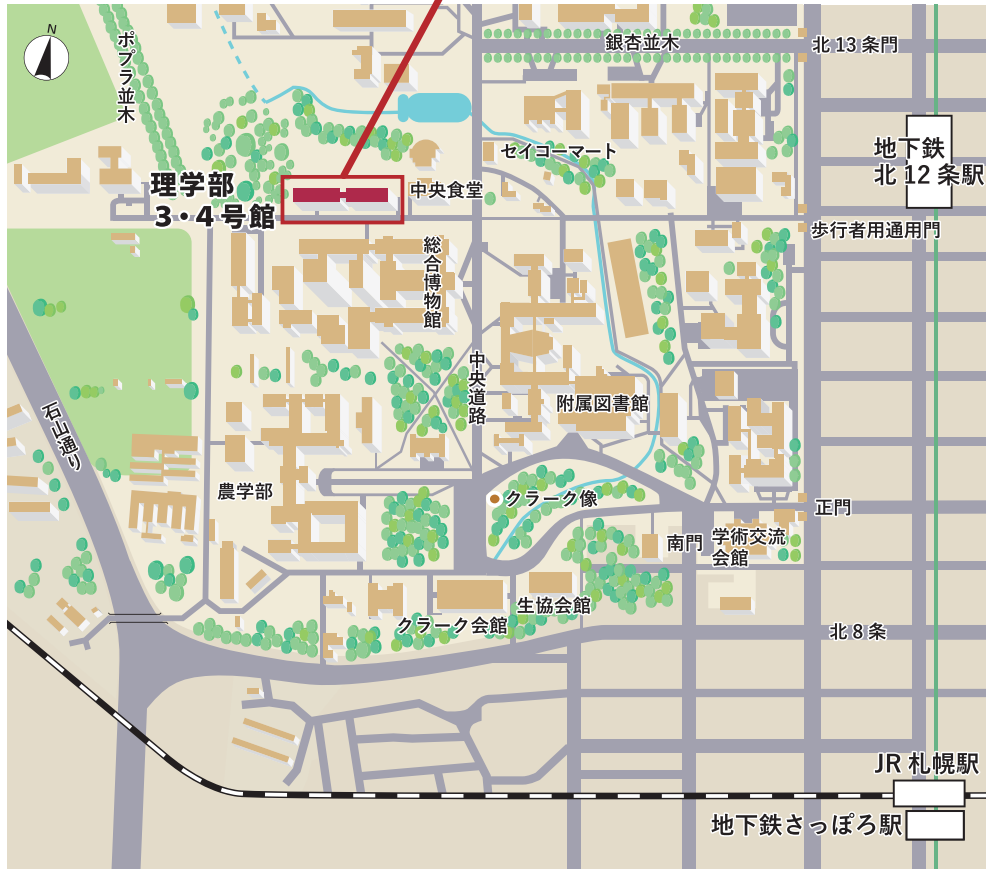 N
ポプラ並木
銀杏並木
北 13 条門
地下鉄
北 12 条駅
セイコーマート
理学部
3・4 号館
中央食堂
歩行者用通用門
総合博物館
中央道路
附属図書館
石山通り
農学部
クラーク像
正門
南門
学術交流
会館
生協会館
クラーク会館
北 8 条
JR 札幌駅
地下鉄さっぽろ駅